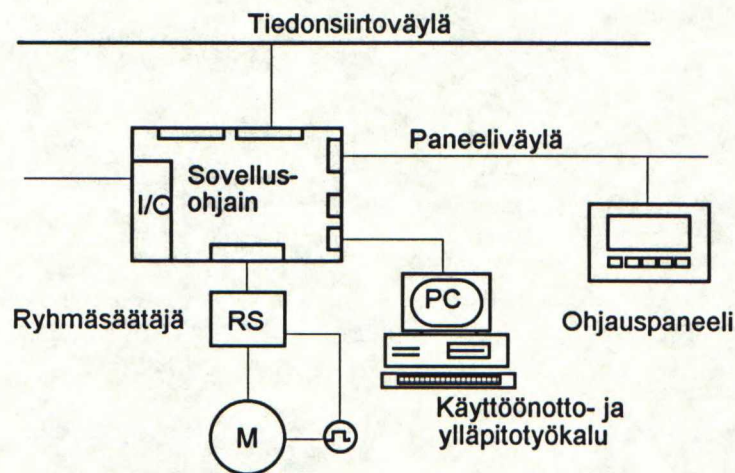 Tiedonsiirtoväylä
Paneeliväylä
Sovellus-
ohjain
I/O
Ryhmäsäätäjä
RS
PC
Ohjauspaneeli
M
Käyttöönotto- ja
ylläpitotyökalu